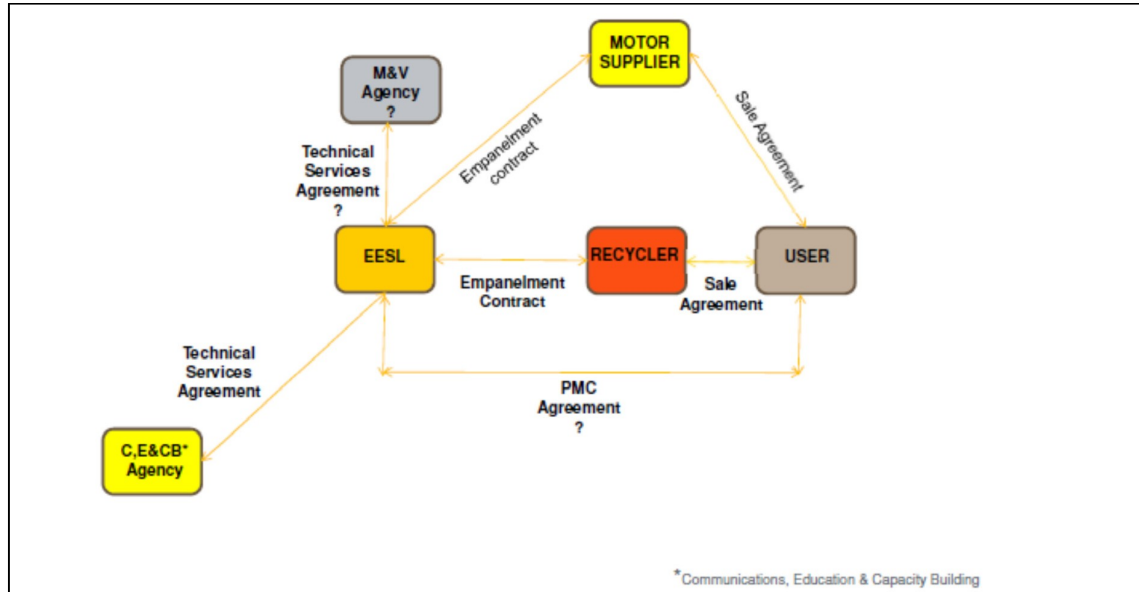 MOTOR
SUPPLIER
M&V
Agency
?
Sale Agreement
Empanelment
contract
Technical
Services
Agreement
?
EESL
RECYCLER
USER
Empanelment
Contract
Sale
Agreement
Technical
Services
Agreement
PMC
Agreement
?
C,E&CB*
Agency
*Communications, Education & Capacity Building